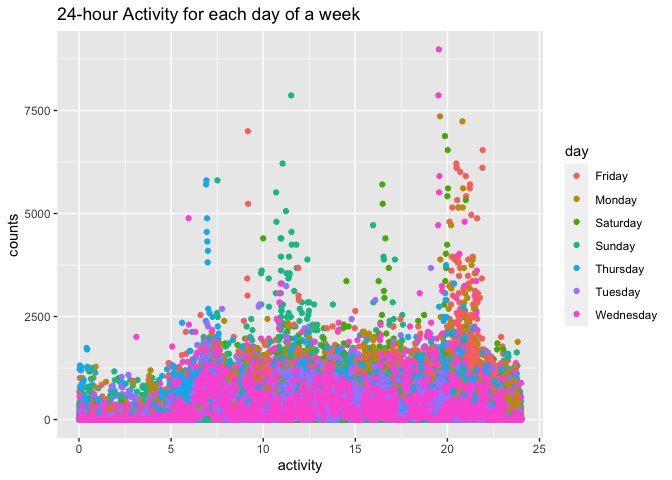 24-hour Activity for each day of a week
7500
5000
2500
0
counts
0 5 10 15 20 25
activity
day
Friday
Monday
Saturday
Sunday
Thursday
Tuesday
Wednesday